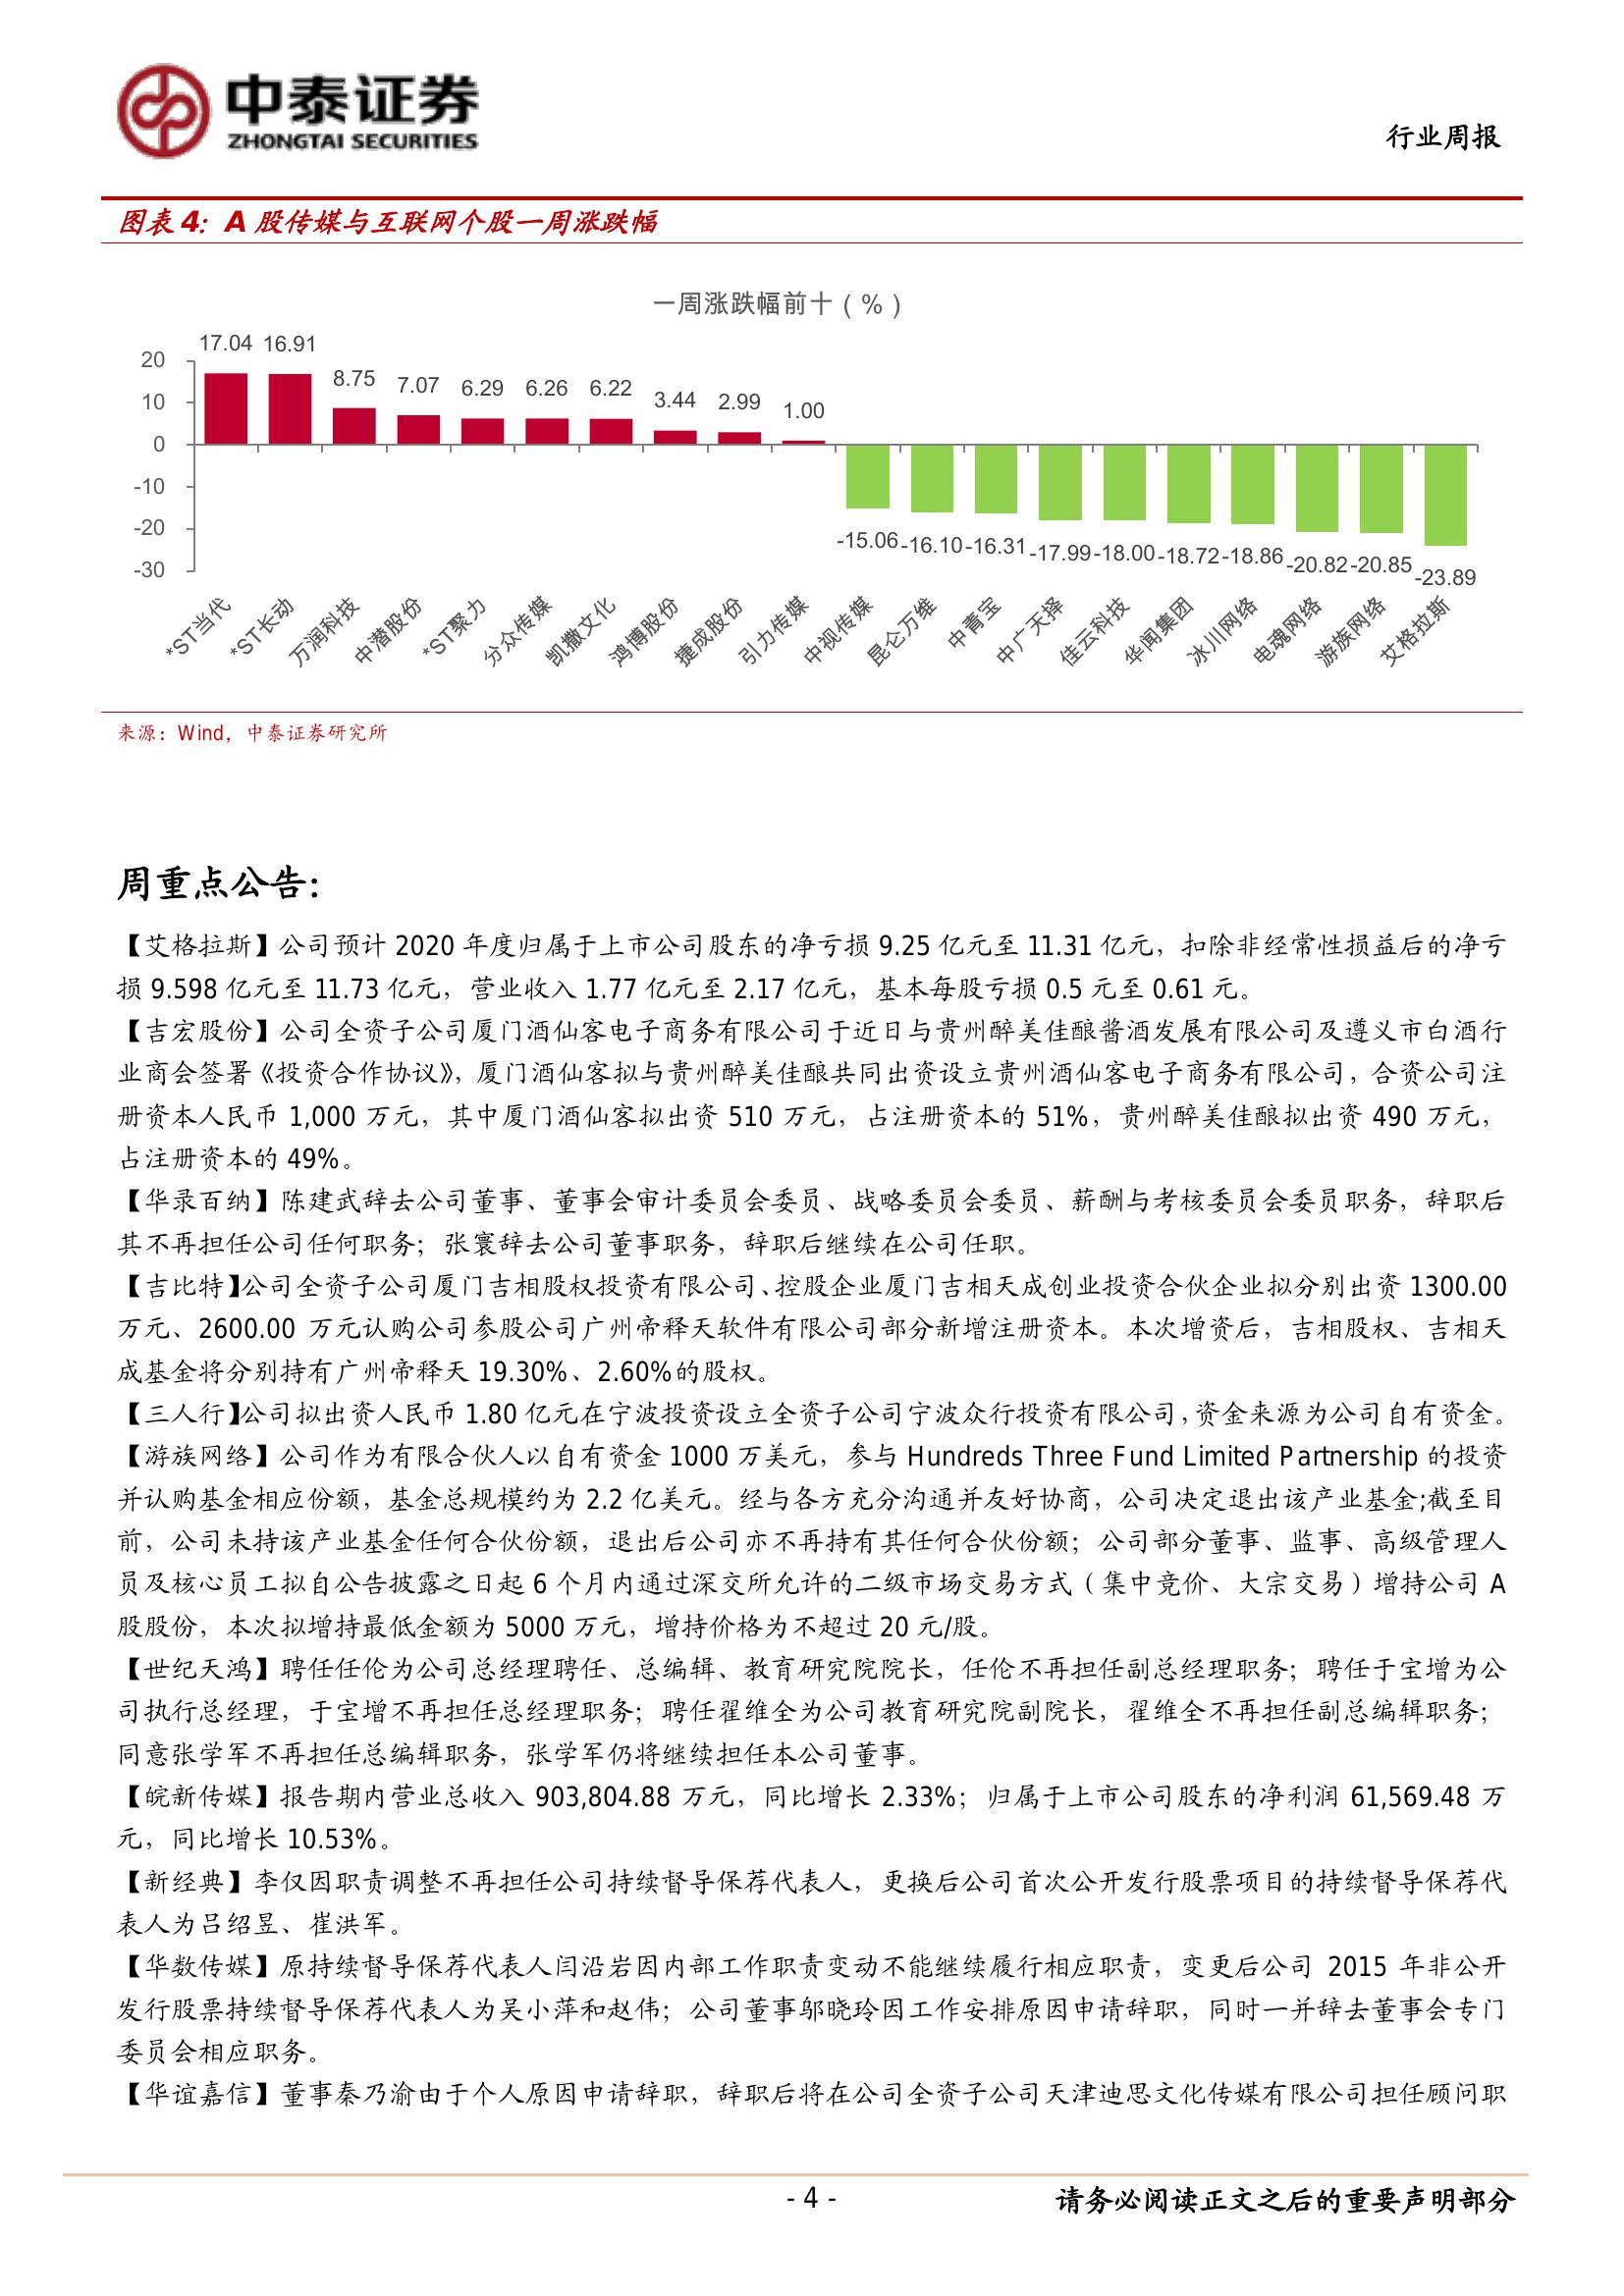 中泰证券
ZHONGTAI SECURITIES
行业周报
图表 4：A 股传媒与互联网个股一周涨跌幅
一周涨跌幅前十（%）
17.04 16.91 8.75 7.07 6.29 6.26 6.22 3.44 2.99 1.00
20
10
0
-10
-20
-30
-15.06 -16.10 -16.31 -17.99 -18.00 -18.72 -18.86 -20.82 -20.85 -23.89
*ST当代 *ST长动 万润科技 中潜股份 *ST聚力 分众传媒 凯撒文化 鸿博股份 捷成股份 引力传媒 中视传媒 昆仑万维 中青宝 中广天择 佳云科技 华闻集团 冰川网络 电魂网络 游族网络 艾格拉斯
来源：Wind，中泰证券研究所
周重点公告：
【艾格拉斯】公司预计 2020 年度归属于上市公司股东的净亏损 9.25 亿元至 11.31 亿元，扣除非经常性损益后的净亏
损 9.598 亿元至 11.73 亿元，营业收入 1.77 亿元至 2.17 亿元，基本每股亏损 0.5 元至 0.61 元。
【吉宏股份】公司全资子公司厦门酒仙客电子商务有限公司于近日与贵州醉美佳酿酱酒发展有限公司及遵义市白酒行
业商会签署《投资合作协议》，厦门酒仙客拟与贵州醉美佳酿共同出资设立贵州酒仙客电子商务有限公司，合资公司注
册资本人民币 1,000 万元，其中厦门酒仙客拟出资 510 万元，占注册资本的 51%，贵州醉美佳酿拟出资 490 万元，
占注册资本的 49%。
【华录百纳】陈建武辞去公司董事、董事会审计委员会委员、战略委员会委员、薪酬与考核委员会委员职务，辞职后
其不再担任公司任何职务；张寰辞去公司董事职务，辞职后继续在公司任职。
【吉比特】公司全资子公司厦门吉相股权投资有限公司、控股企业厦门吉相天成创业投资合伙企业拟分别出资 1300.00
万元、2600.00 万元认购公司参股公司广州帝释天软件有限公司部分新增注册资本。本次增资后，吉相股权、吉相天
成基金将分别持有广州帝释天 19.30%、2.60%的股权。
【三人行】公司拟出资人民币 1.80 亿元在宁波投资设立全资子公司宁波众行投资有限公司，资金来源为公司自有资金。
【游族网络】公司作为有限合伙人以自有资金 1000 万美元，参与 Hundreds Three Fund Limited Partnership 的投资
并认购基金相应份额，基金总规模约为 2.2 亿美元。经与各方充分沟通并友好协商，公司决定退出该产业基金;截至目
前，公司未持该产业基金任何合伙份额，退出后公司亦不再持有其任何合伙份额；公司部分董事、监事、高级管理人
员及核心员工拟自公告披露之日起 6 个月内通过深交所允许的二级市场交易方式（集中竞价、大宗交易）增持公司 A
股股份，本次拟增持最低金额为 5000 万元，增持价格为不超过 20 元/股。
【世纪天鸿】聘任任伦为公司总经理聘任、总编辑、教育研究院院长，任伦不再担任副总经理职务；聘任于宝增为公
司执行总经理，于宝增不再担任总经理职务；聘任翟维全为公司教育研究院副院长，翟维全不再担任副总编辑职务；
同意张学军不再担任总编辑职务，张学军仍将继续担任本公司董事。
【皖新传媒】报告期内营业总收入 903,804.88 万元，同比增长 2.33%；归属于上市公司股东的净利润 61,569.48 万
元，同比增长 10.53%。
【新经典】李仅因职责调整不再担任公司持续督导保荐代表人，更换后公司首次公开发行股票项目的持续督导保荐代
表人为吕绍昱、崔洪军。
【华数传媒】原持续督导保荐代表人闫沿岩因内部工作职责变动不能继续履行相应职责，变更后公司 2015 年非公开
发行股票持续督导保荐代表人为吴小萍和赵伟；公司董事邬晓玲因工作安排原因申请辞职，同时一并辞去董事会专门
委员会相应职务。
【华谊嘉信】董事秦乃渝由于个人原因申请辞职，辞职后将在公司全资子公司天津迪思文化传媒有限公司担任顾问职
- 4 -
请务必阅读正文之后的重要声明部分